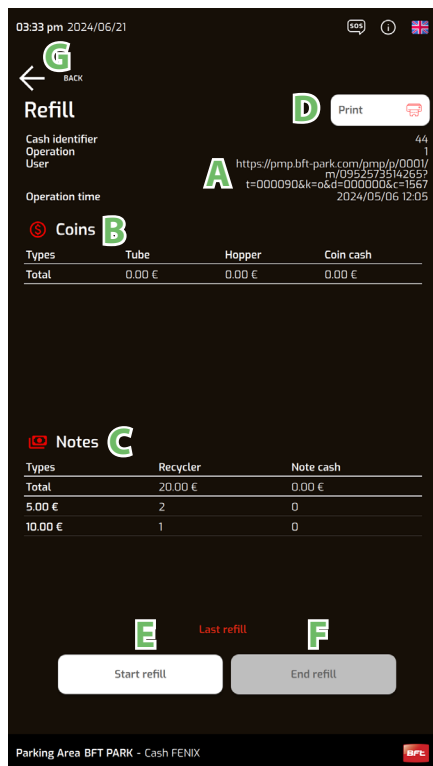 03:33 pm 2024/06/21 SOS i
G
BACK
Refill
D Print
Cash identifier 44
Operation 1
User A https://pmp.bft-park.com/pmp/p/0001/
m/0952573514265?
t=000090&k=o&d=000000&c=1567
Operation time 2024/05/06 12:05
$ Coins B
Types Tube Hopper Coin cash
Total 0.00 € 0.00 € 0.00 €
Notes C
Types Recycler Note cash
Total 20.00 € 0.00 €
5.00 € 2 0
10.00 € 1 0
Last refill
E F
Start refill End refill
Parking Area BFT PARK - Cash FENIX BFT